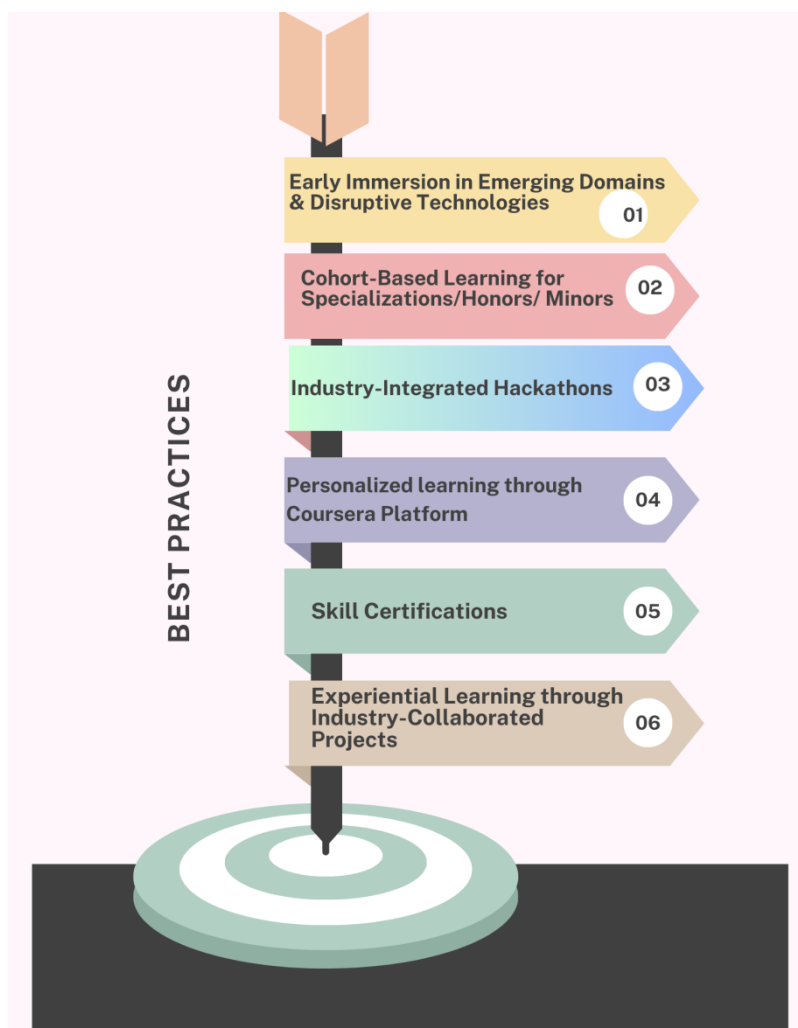 BEST PRACTICES
Early Immersion in Emerging Domains
& Disruptive Technologies
01
Cohort-Based Learning for
Specializations/Honors/ Minors
02
Industry-Integrated Hackathons
03
Personalized learning through
Coursera Platform
04
Skill Certifications
05
Experiential Learning through
Industry-Collaborated
Projects
06